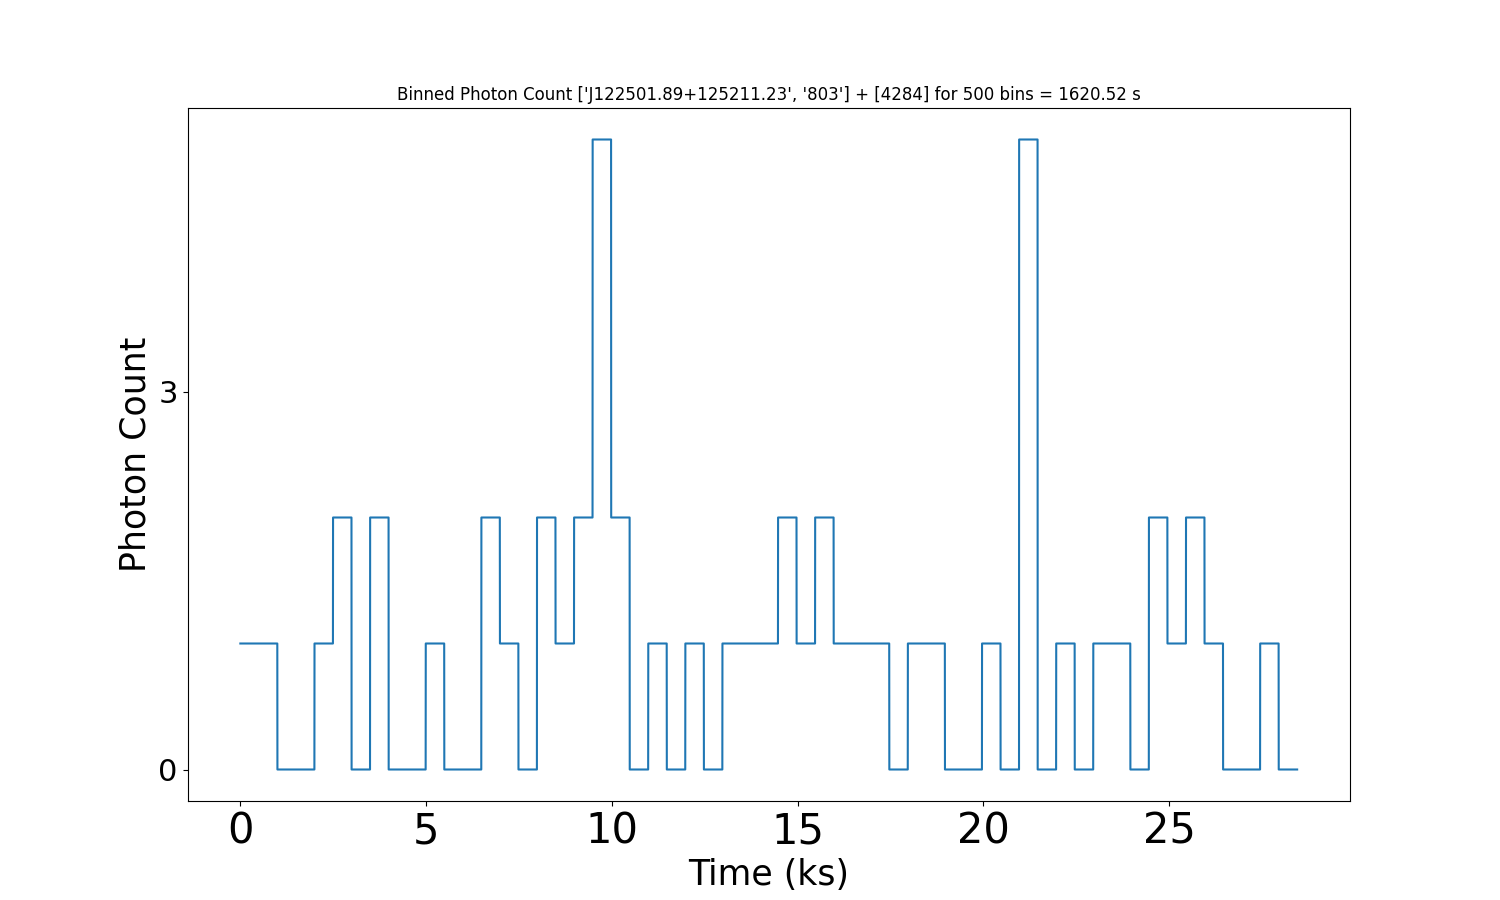 Binned Photon Count ['J122501.89+125211.23', '803'] + [4284] for 500 bins = 1620.52 s
Photon Count
3
0
0 5 10 15 20 25
Time (ks)